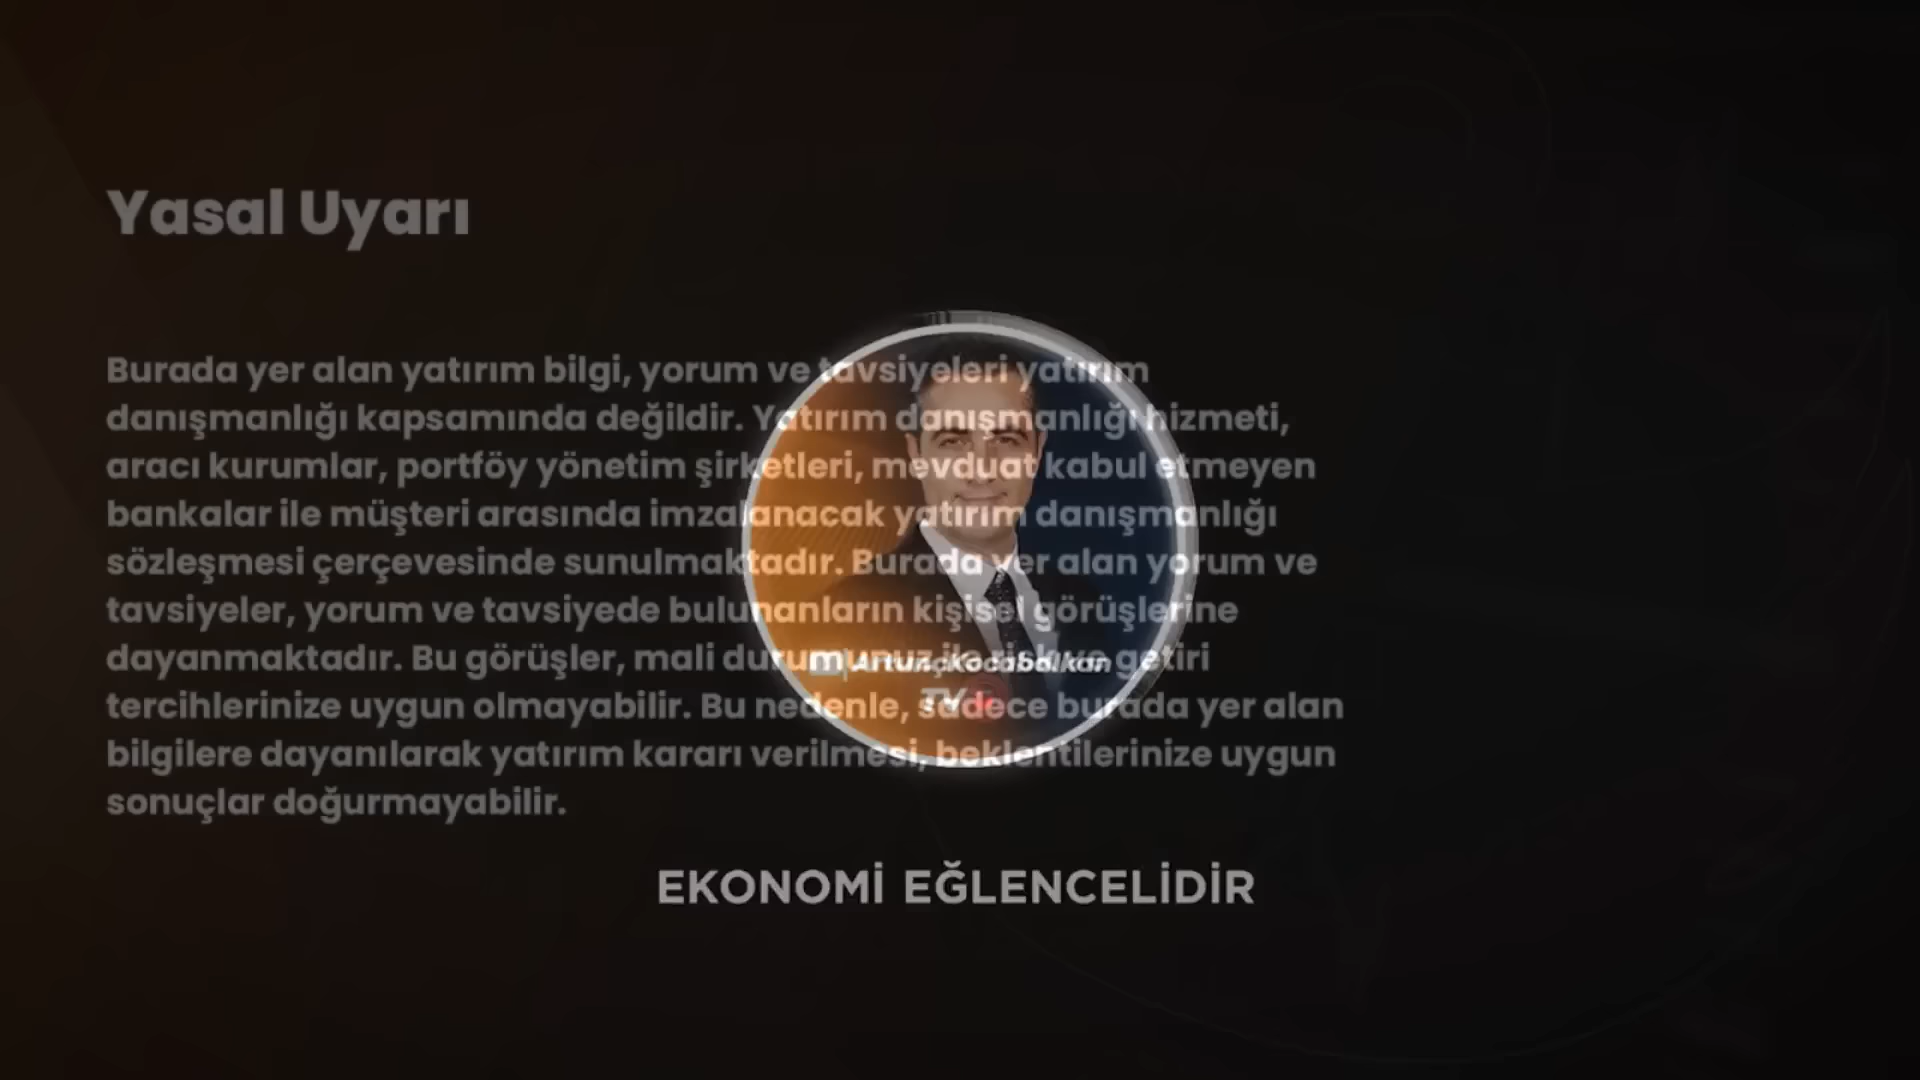 Yasal Uyarı
Burada yer alan yatırım bilgi, yorum ve tavsiyeleri yatırım
danışmanlığı kapsamında değildir. Yatırım danışmanlığı hizmeti,
aracı kurumlar, portföy yönetim şirketleri, mevduat kabul etmeyen
bankalar ile müşteri arasında imzalanacak yatırım danışmanlığı
sözleşmesi çerçevesinde sunulmaktadır. Burada yer alan yorum ve
tavsiyeler, yorum ve tavsiyede bulunanların kişisel görüşlerine
dayanmaktadır. Bu görüşler, mali durumunuz ile risk ve getiri
tercihlerinize uygun olmayabilir. Bu nedenle, sadece burada yer alan
bilgilere dayanılarak yatırım kararı verilmesi, beklentilerinize uygun
sonuçlar doğurmayabilir.
m ArtunçKocabalkan
TV
EKONOMİ EĞLENCELİDİR